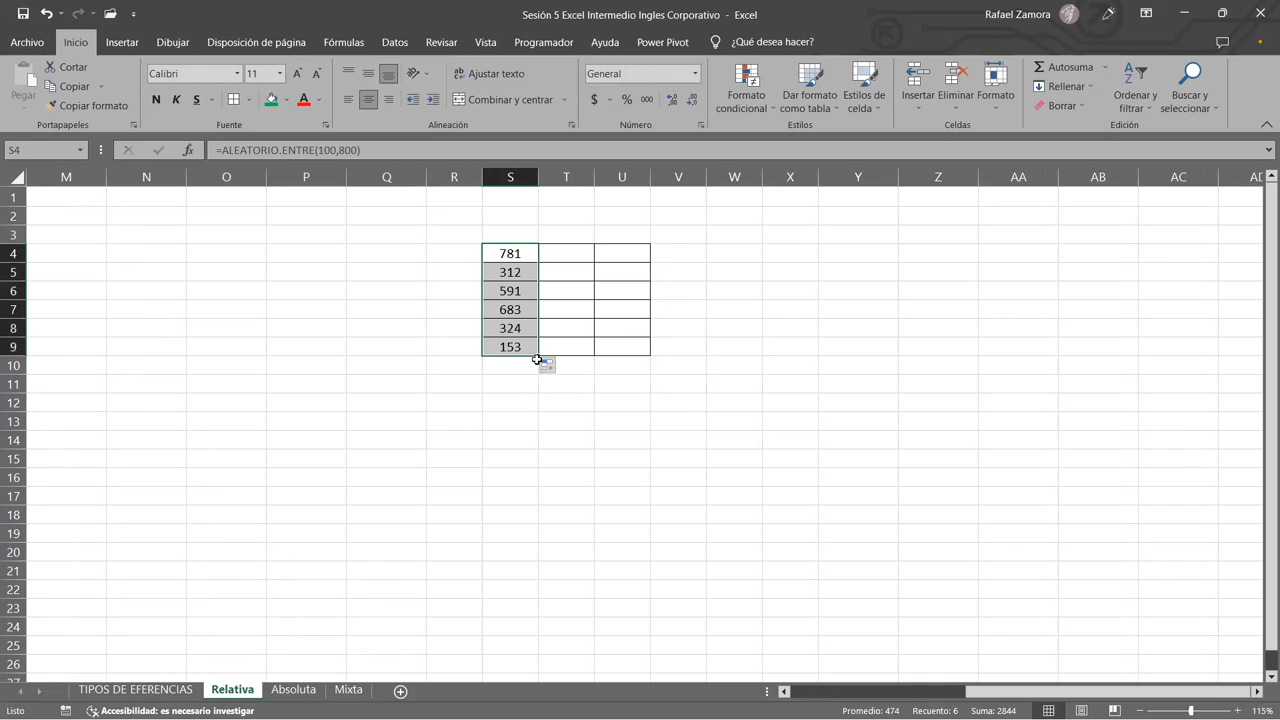 Sesión 5 Excel Intermedio Ingles Corporativo - Excel
Rafael Zamora
Archivo Inicio Insertar Dibujar Disposición de página Fórmulas Datos Revisar Vista Programador Ayuda Power Pivot ¿Qué desea hacer?
Pegar
Cortar
Copiar
Copiar formato
Portapapeles
Calibri 11
N K S
Fuente
Ajustar texto
Combinar y centrar
Alineación
General
$ % 000
Número
Formato condicional
Dar formato como tabla
Estilos de celda
Estilos
Insertar Eliminar Formato
Celdas
Autosuma
Rellenar
Borrar
Ordenar y filtrar
Buscar y seleccionar
Edición
S4 fx =ALEATORIO.ENTRE(100,800)
M N O P Q R S T U V W X Y Z AA AB AC AD
1
2
3
4 781
5 312
6 591
7 683
8 324
9 153
10
11
12
13
14
15
16
17
18
19
20
21
22
23
24
25
26
27
TIPOS DE EFERENCIAS Relativa Absoluta Mixta
Listo Accesibilidad: es necesario investigar Promedio: 474 Recuento: 6 Suma: 2844 115%